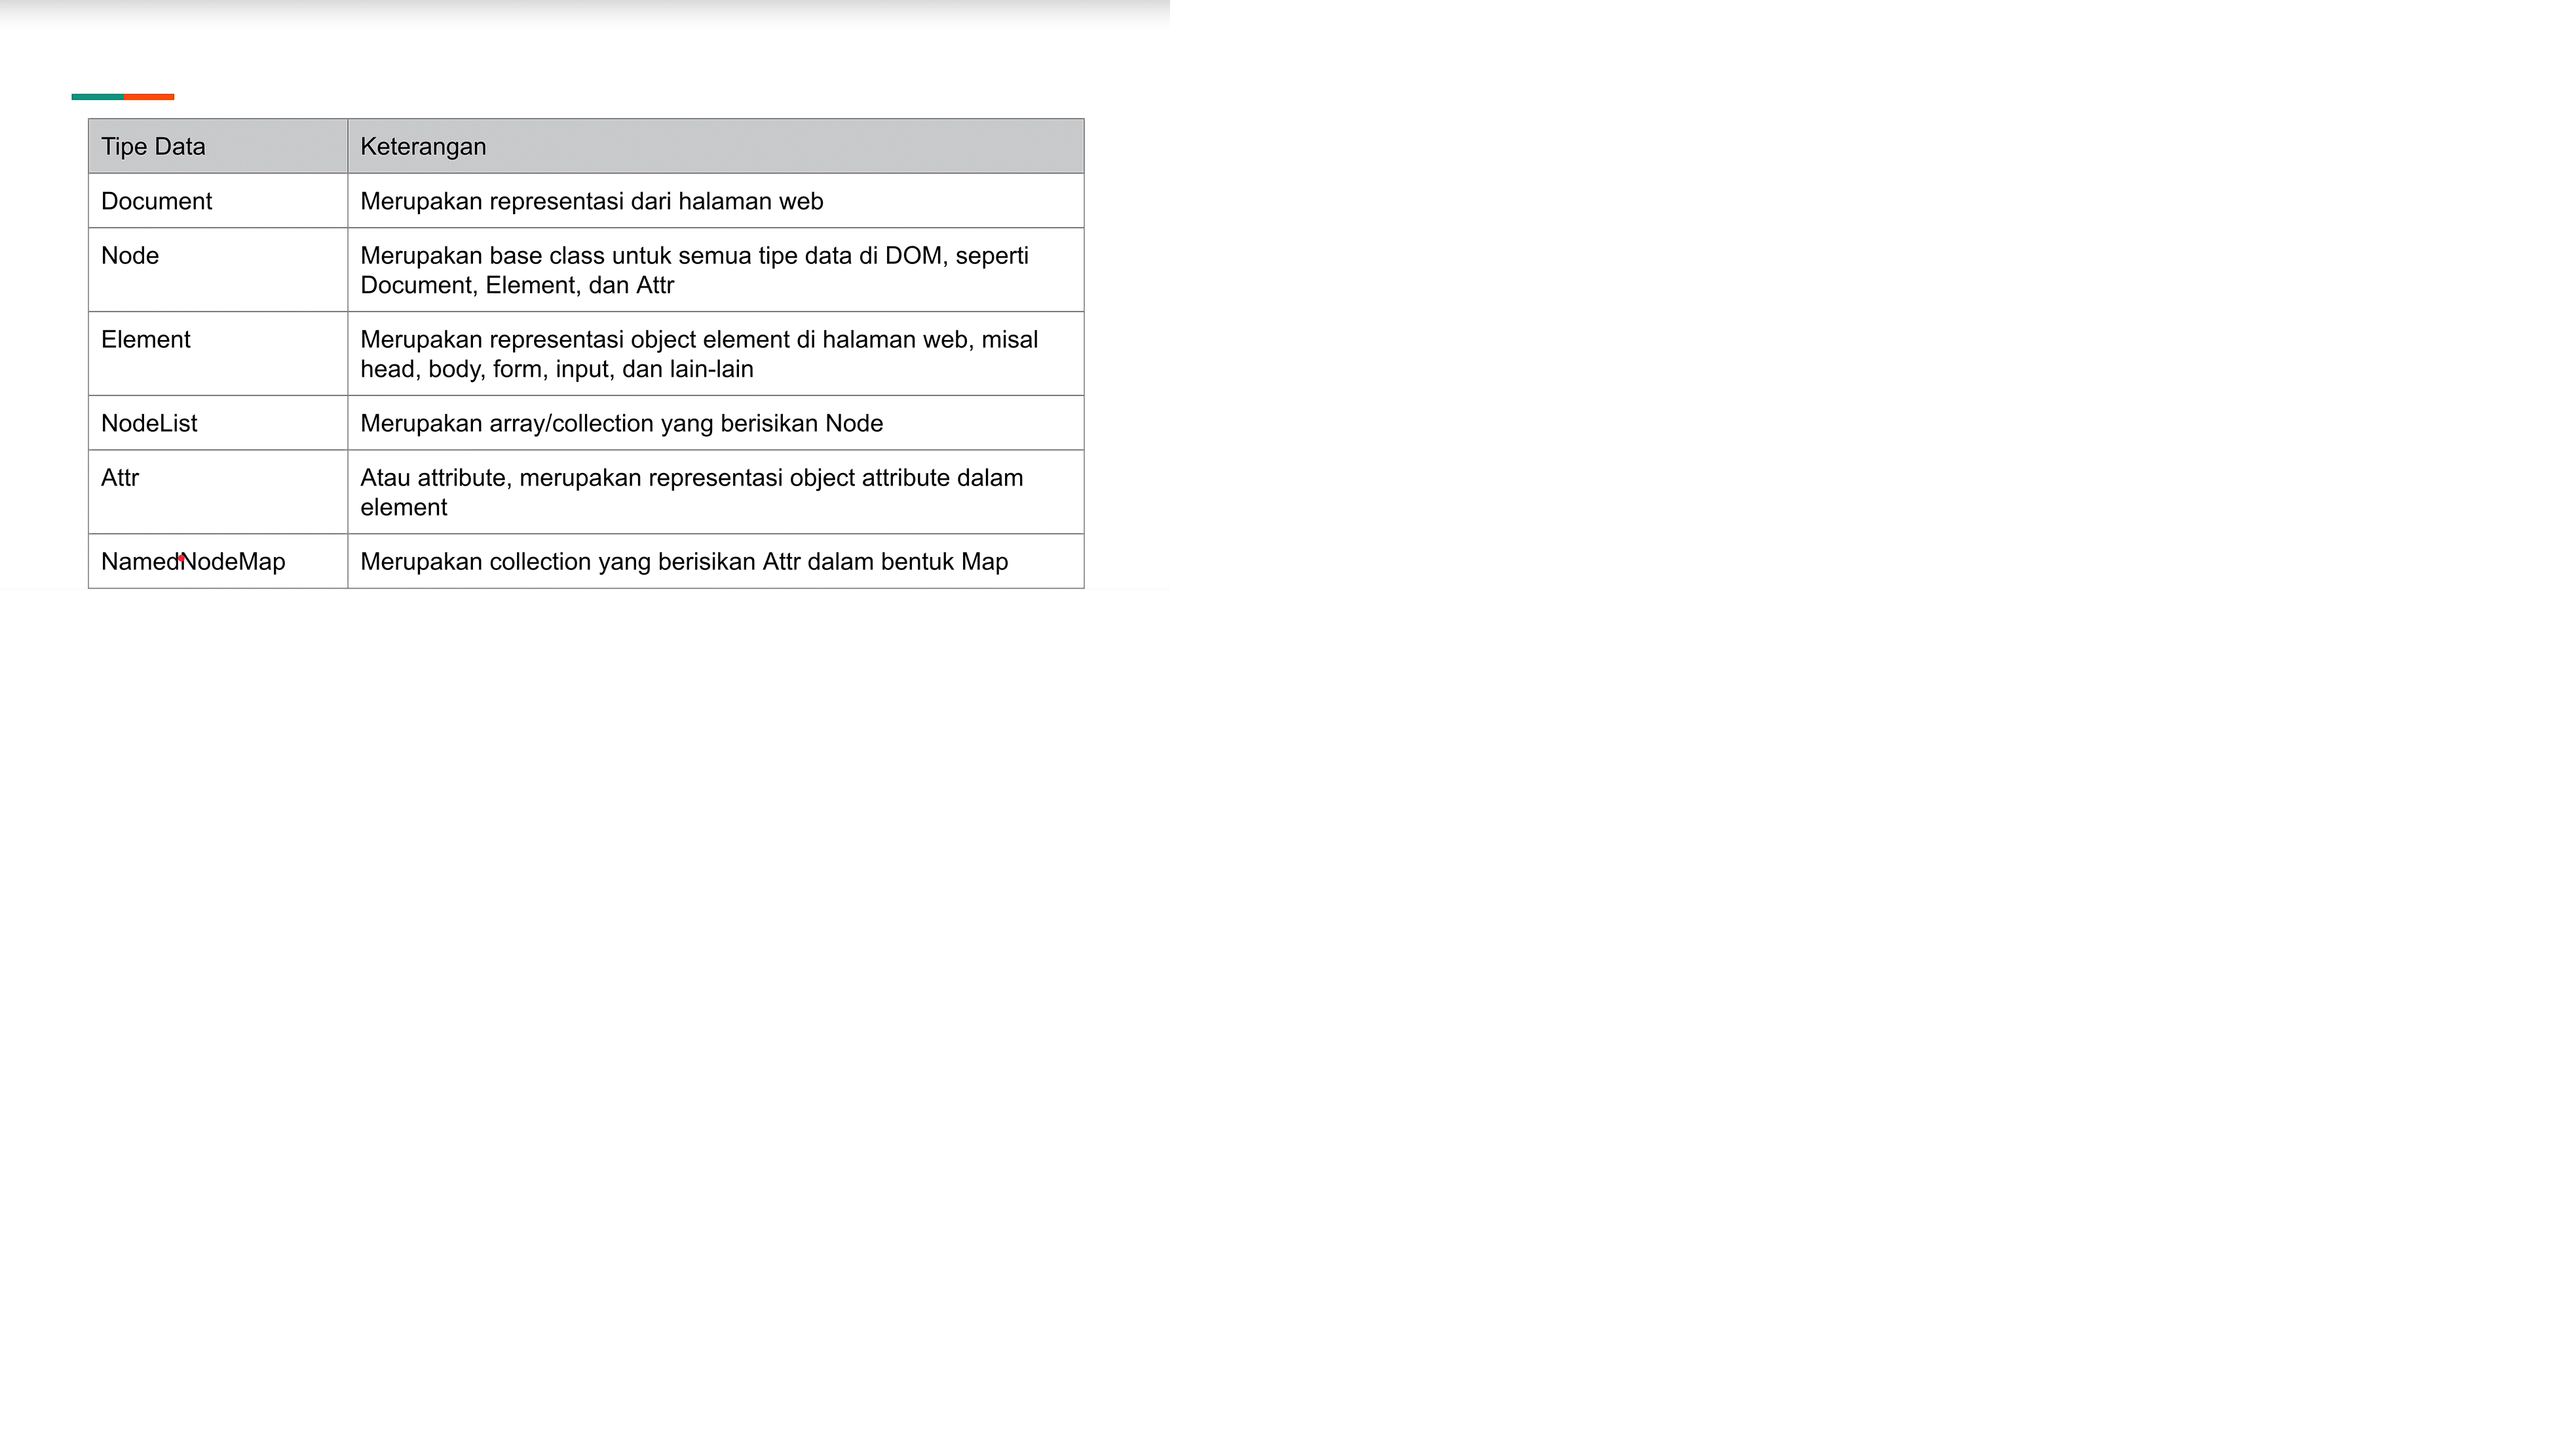 Tipe Data
Keterangan
Document
Merupakan representasi dari halaman web
Node
Merupakan base class untuk semua tipe data di DOM, seperti
Document, Element, dan Attr
Element
Merupakan representasi object element di halaman web, misal
head, body, form, input, dan lain-lain
NodeList
Merupakan array/collection yang berisikan Node
Attr
Atau attribute, merupakan representasi object attribute dalam
element
NamedNodeMap
Merupakan collection yang berisikan Attr dalam bentuk Map